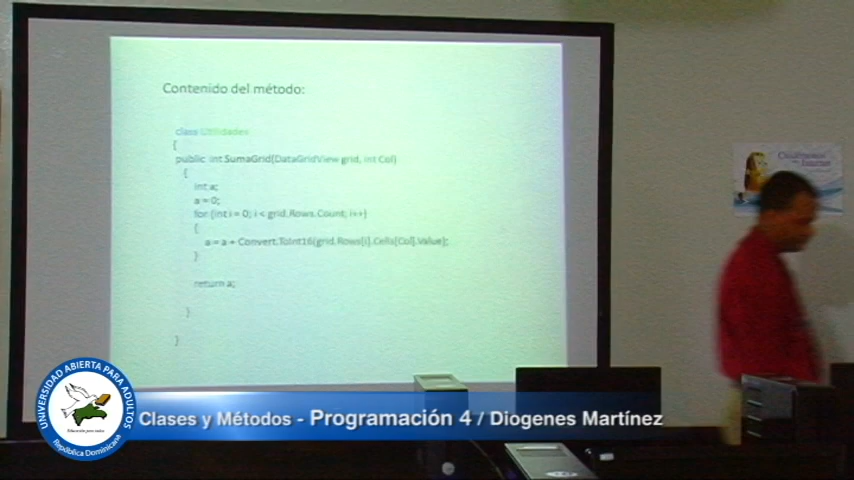 Contenido del método:
class Utilidades
{
public int SumaGrid(DataGridView grid, int Col)
{
int a;
a = 0;
for (int i = 0; i < grid.Rows.Count; i++)
{
a = a + Convert.ToInt16(grid.Rows[i].Cells[Col].Value);
}
return a;
}
}
UNIVERSIDAD ABIERTA PARA ADULTOS
República Dominicana
Clases y Métodos - Programación 4 / Diogenes Martínez